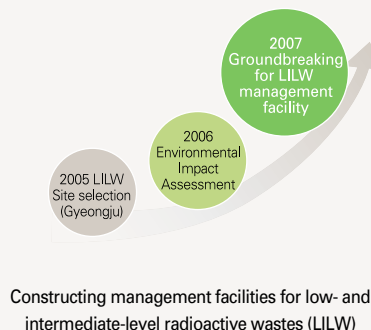 2007
Groundbreaking
for LILW
management
facility
2006
Environmental
Impact
Assessment
2005 LILW
Site selection
(Gyeongju)
Constructing management facilities for low- and
intermediate-level radioactive wastes (LILW)